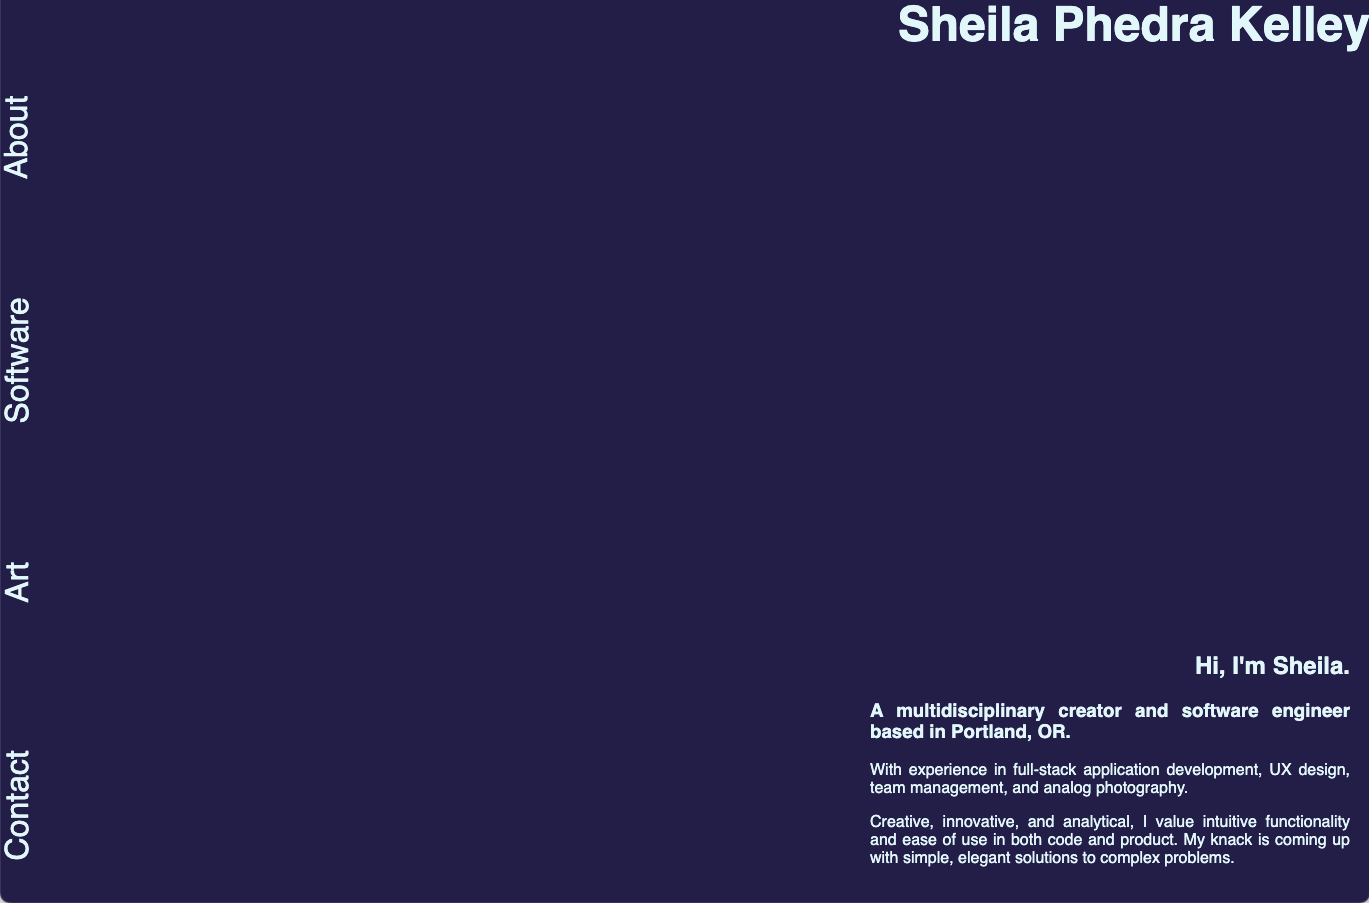 Sheila Phedra Kelley
About
Software
Art
Contact
Hi, I'm Sheila.
A multidisciplinary creator and software engineer
based in Portland, OR.
With experience in full-stack application development, UX design,
team management, and analog photography.
Creative, innovative, and analytical, I value intuitive functionality
and ease of use in both code and product. My knack is coming up
with simple, elegant solutions to complex problems.